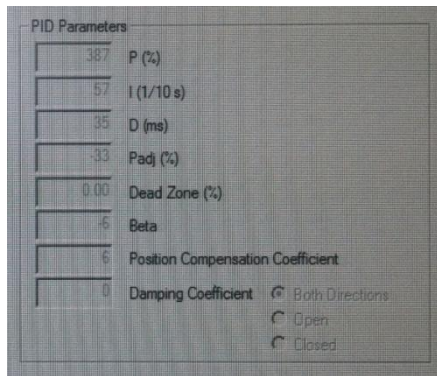 PID Parameters
387 P (%)
57 I (1/10 s)
35 D (ms)
-33 Padj (%)
0.00 Dead Zone (%)
-6 Beta
6 Position Compensation Coefficient
0 Damping Coefficient Both Directions
Open
Closed